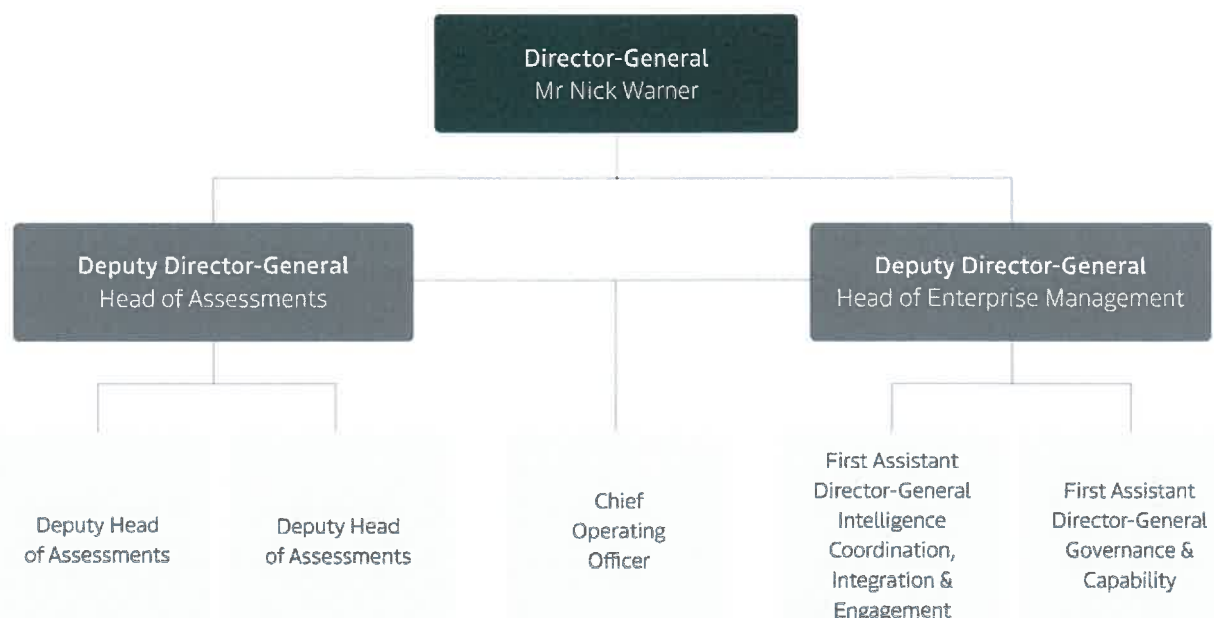 Director-General
Mr Nick Warner
Deputy Director-General
Head of Assessments
Deputy Director-General
Head of Enterprise Management
Deputy Head
of Assessments
Deputy Head
of Assessments
Chief
Operating
Officer
First Assistant
Director-General
Intelligence
Coordination,
Integration &
Engagement
First Assistant
Director-General
Governance &
Capability